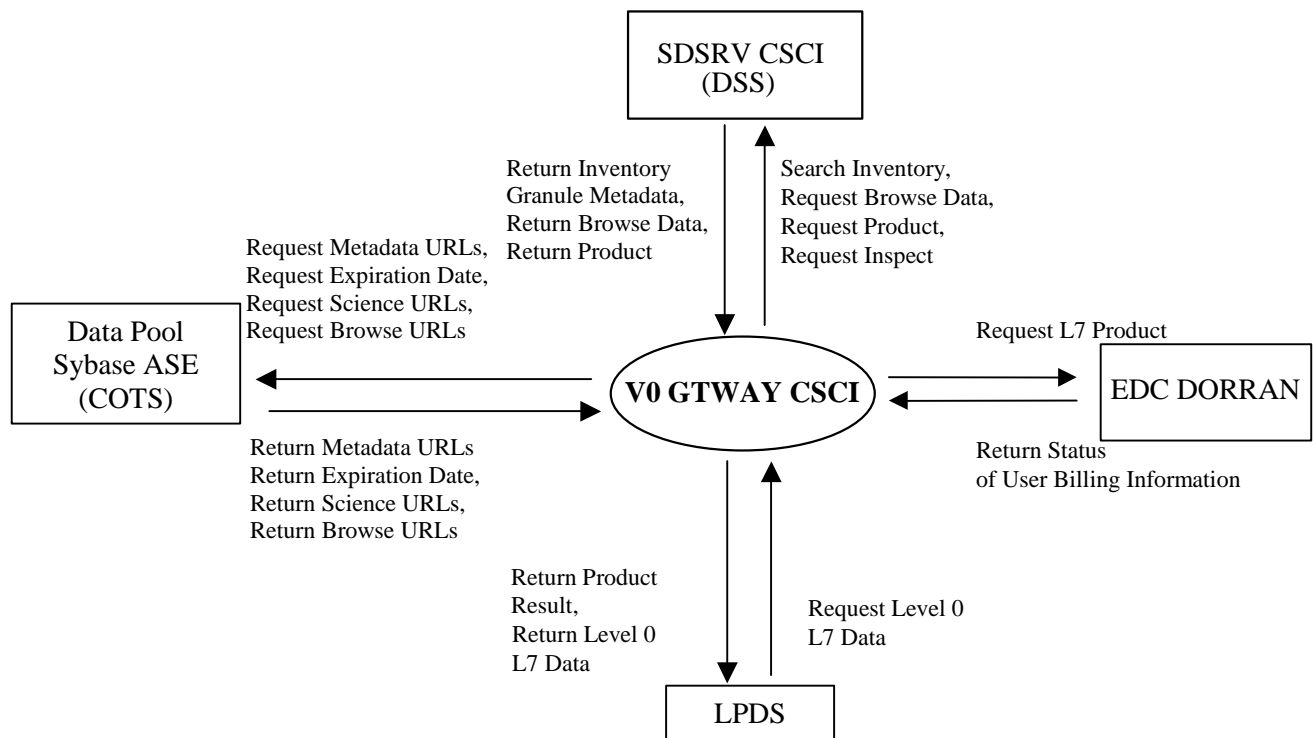 SDSRV CSCI
(DSS)
Return Inventory
Granule Metadata,
Return Browse Data,
Return Product
Search Inventory,
Request Browse Data,
Request Product,
Request Inspect
Request Metadata URLs,
Request Expiration Date,
Request Science URLs,
Request Browse URLs
Data Pool
Sybase ASE
(COTS)
V0 GTWAY CSCI
Request L7 Product
EDC DORRAN
Return Metadata URLs
Return Expiration Date,
Return Science URLs,
Return Browse URLs
Return Status
of User Billing Information
Return Product
Result,
Return Level 0
L7 Data
Request Level 0
L7 Data
LPDS